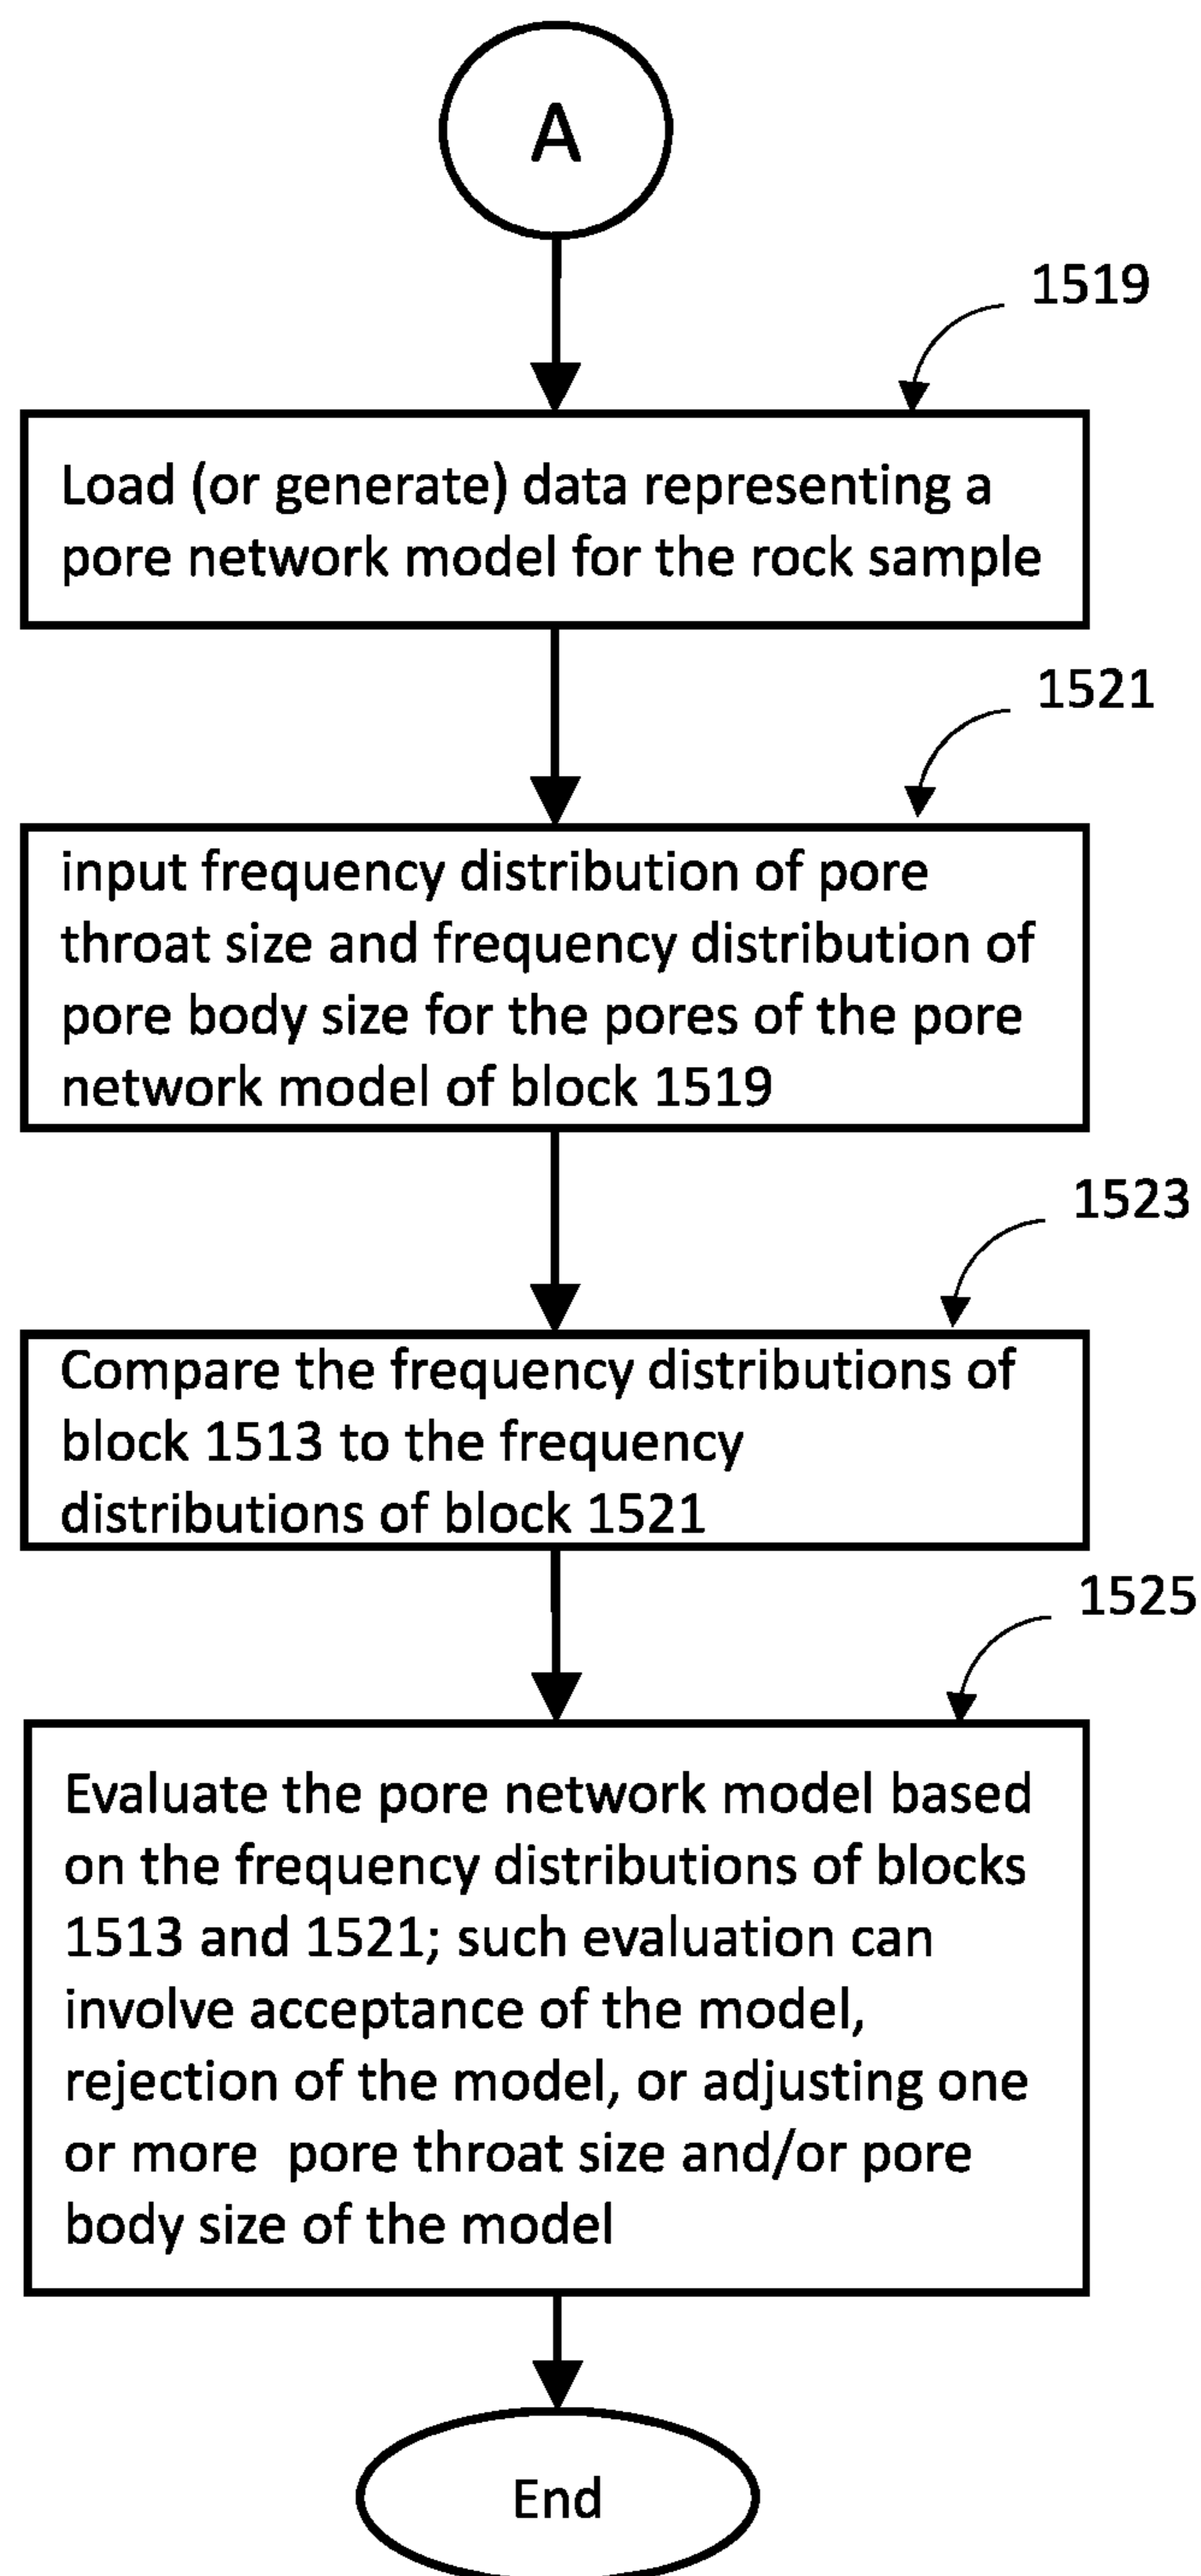 A
1519
Load (or generate) data representing a
pore network model for the rock sample
1521
input frequency distribution of pore
throat size and frequency distribution of
pore body size for the pores of the pore
network model of block 1519
1523
Compare the frequency distributions of
block 1513 to the frequency
distributions of block 1521
1525
Evaluate the pore network model based
on the frequency distributions of blocks
1513 and 1521; such evaluation can
involve acceptance of the model,
rejection of the model, or adjusting one
or more  pore throat size and/or pore
body size of the model
End